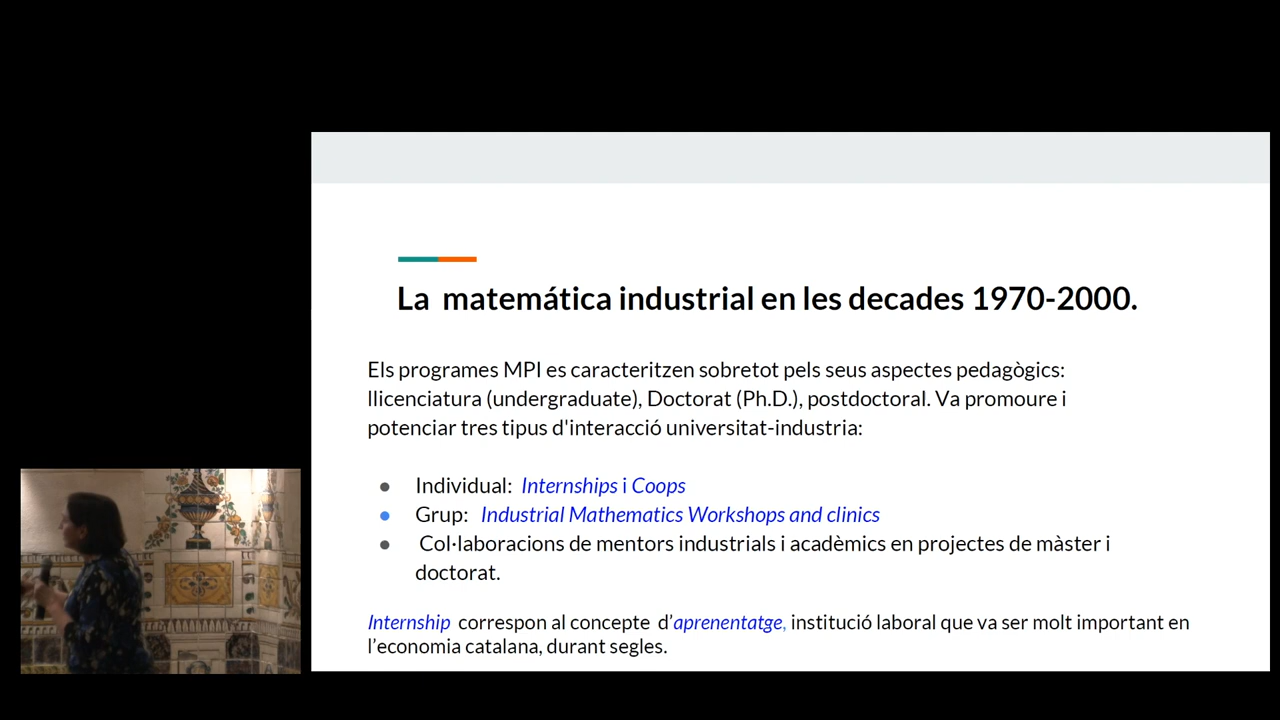 La matemática industrial en les decades 1970-2000.
Els programes MPI es caracteritzen sobretot pels seus aspectes pedagògics:
llicenciatura (undergraduate), Doctorat (Ph.D.), postdoctoral. Va promoure i
potenciar tres tipus d'interacció universitat-industria:
● Individual: Internships i Coops
● Grup: Industrial Mathematics Workshops and clinics
● Col·laboracions de mentors industrials i acadèmics en projectes de màster i
doctorat.
Internship correspon al concepte d’aprenentatge, institució laboral que va ser molt important en
l’economia catalana, durant segles.